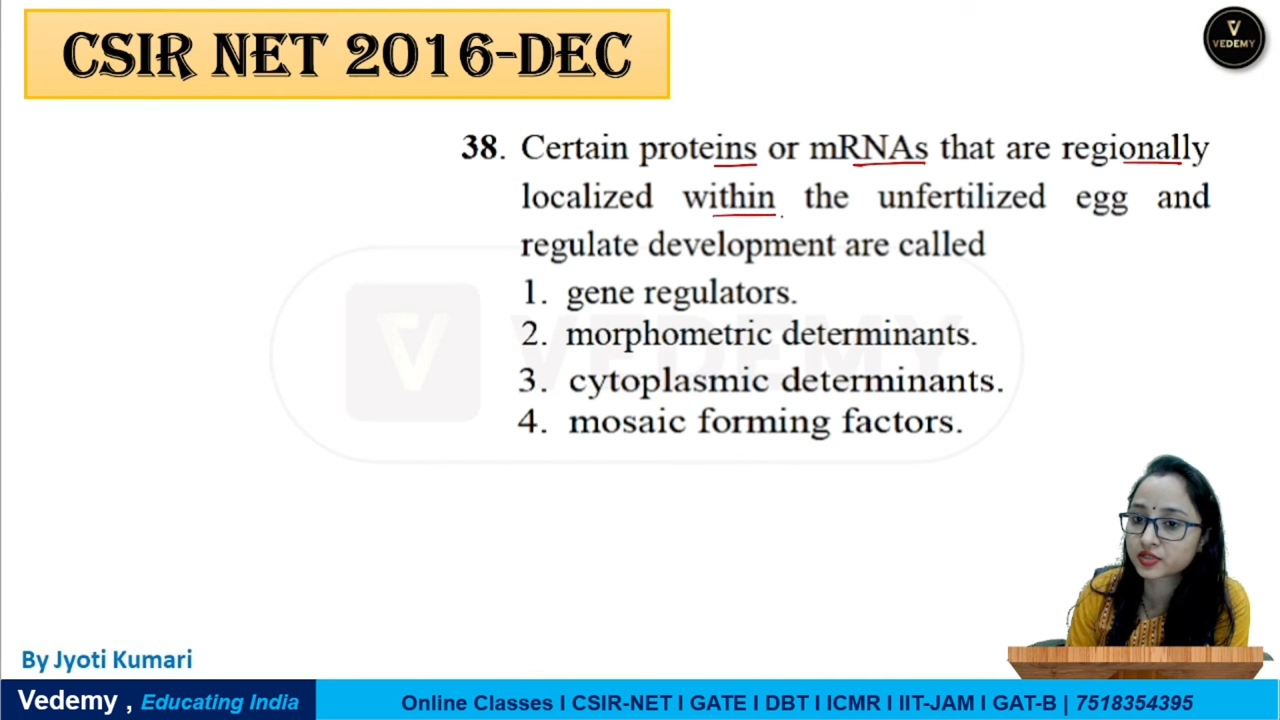 CSIR NET 2016-DEC
VEDEMY
38. Certain proteins or mRNAs that are regionally
localized within the unfertilized egg and
regulate development are called
1. gene regulators.
2. morphometric determinants.
3. cytoplasmic determinants.
4. mosaic forming factors.
VEDEMY
By Jyoti Kumari
Vedemy , Educating India
Online Classes I CSIR-NET I GATE I DBT I ICMR I IIT-JAM I GAT-B | 7518354395